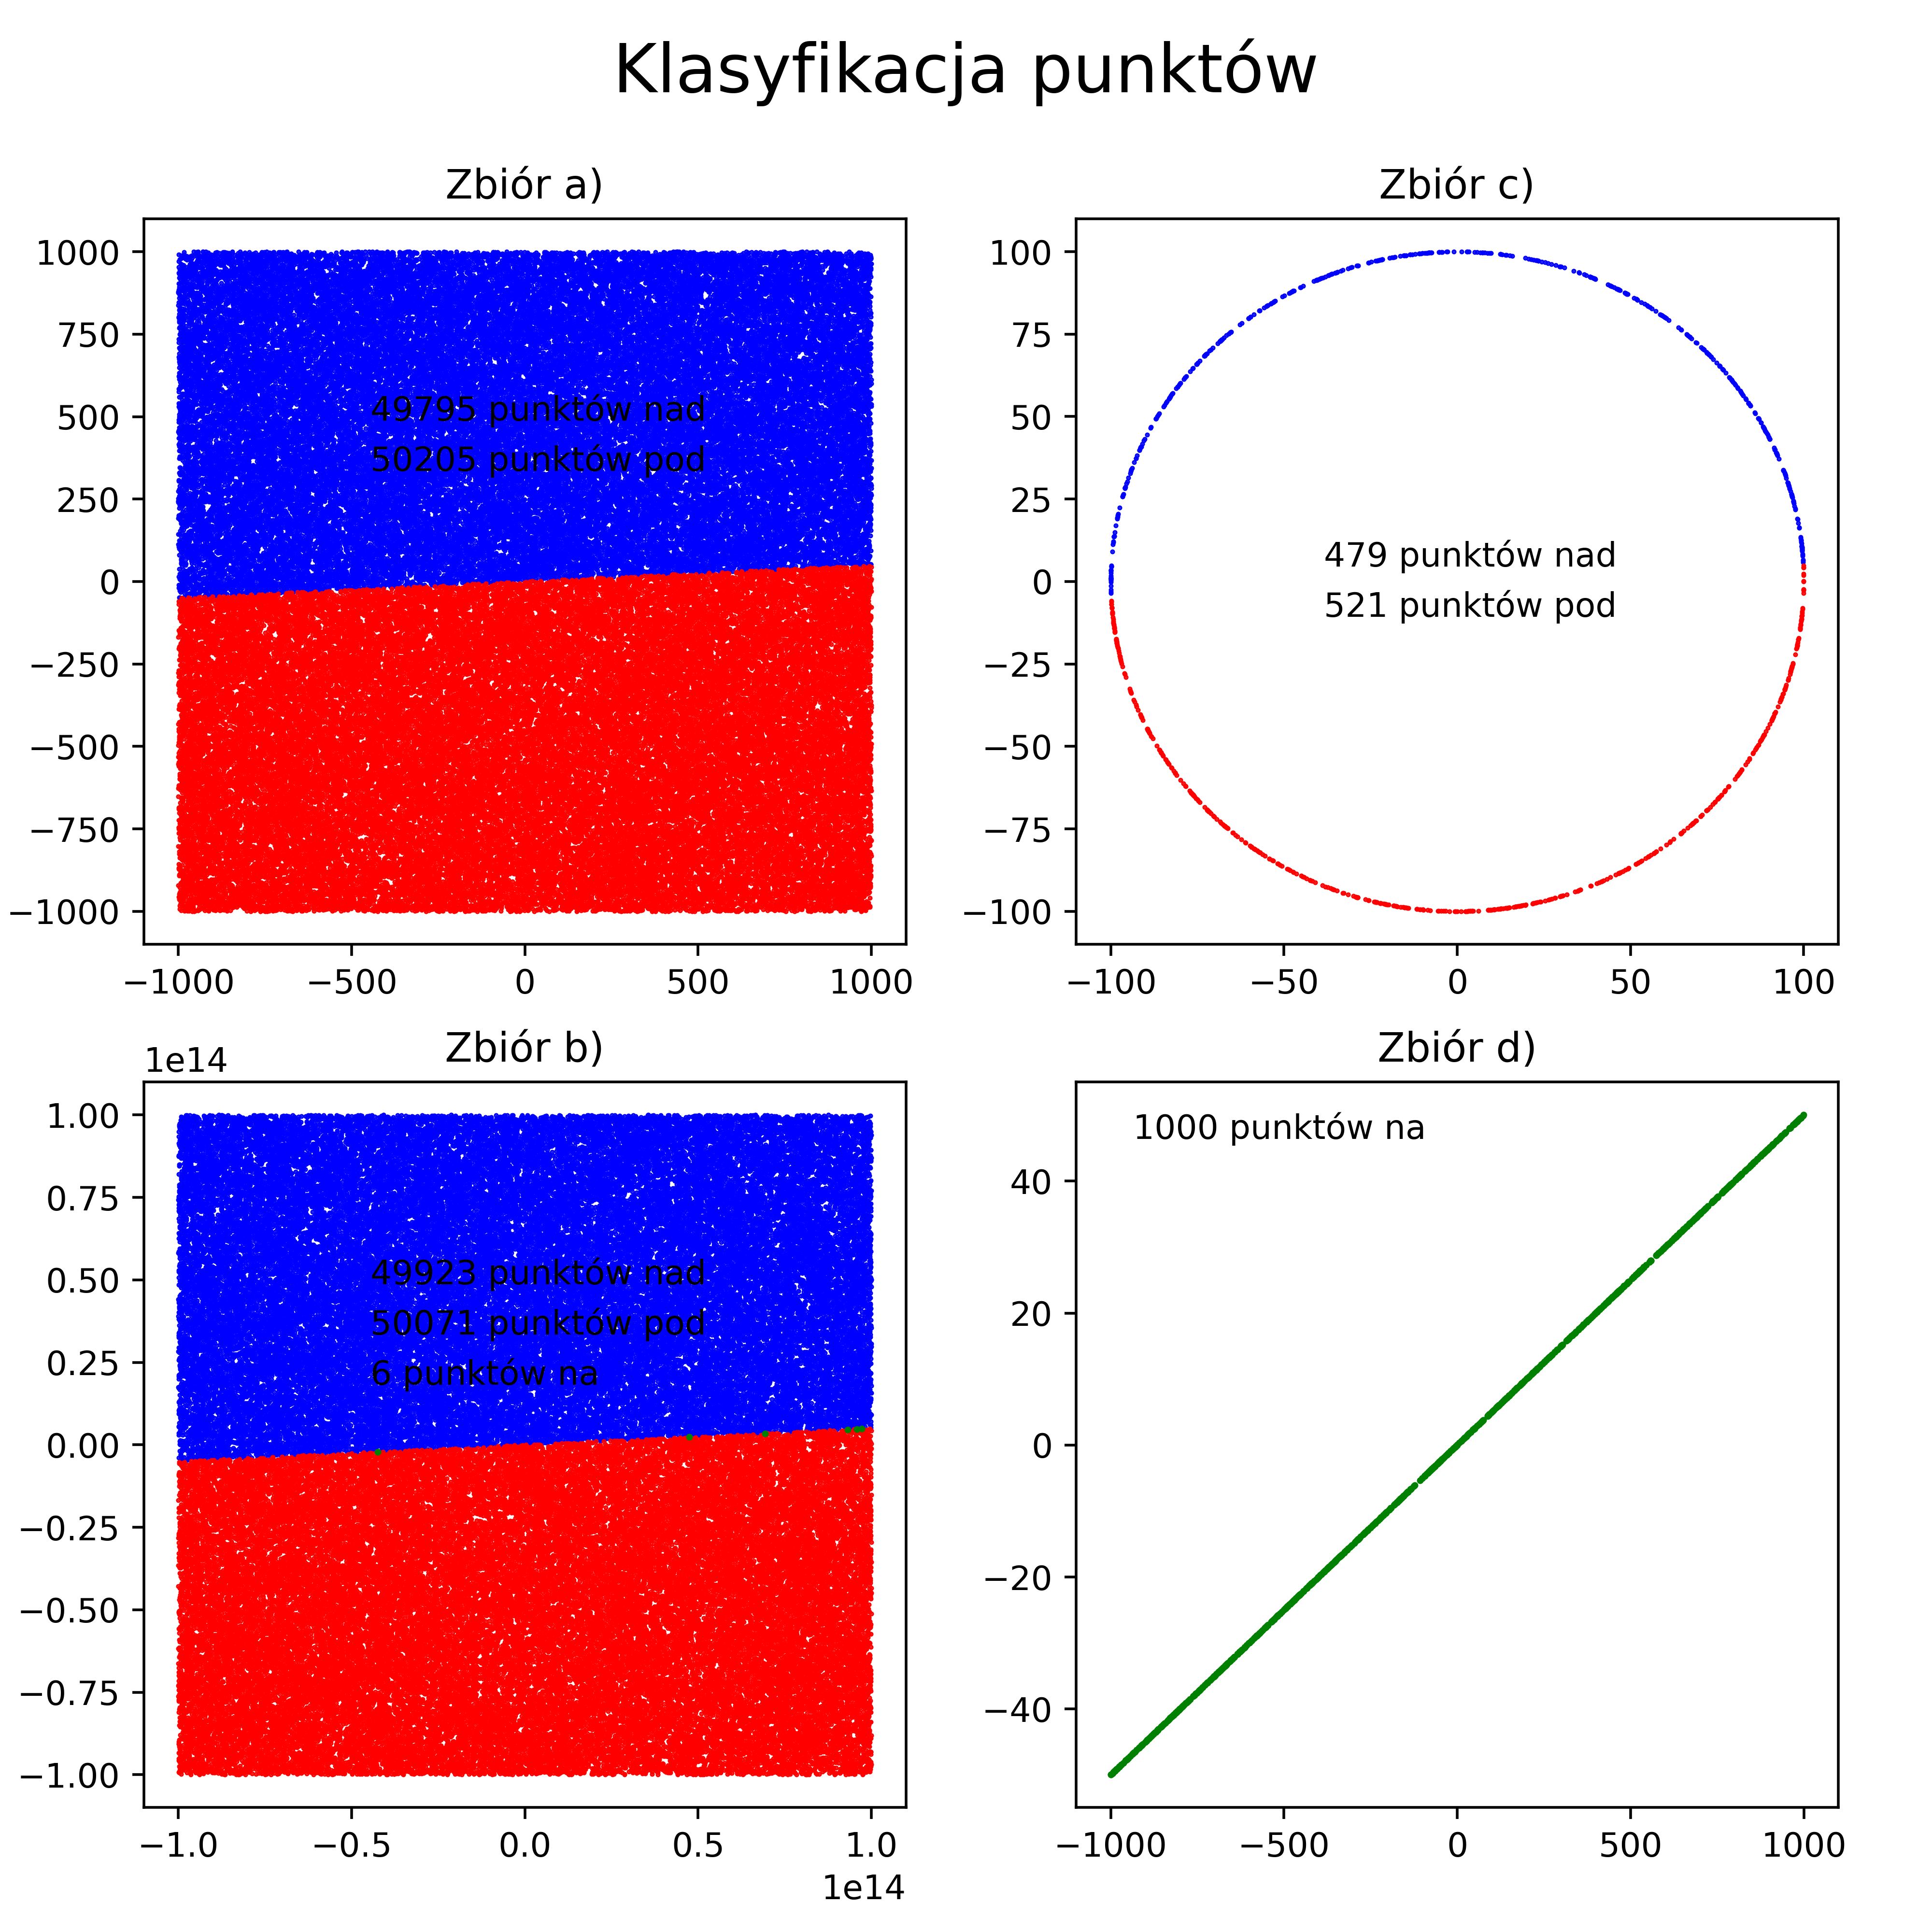 Klasyfikacja punktów
Zbiór a)
1000
750
500
250
0
−250
−500
−750
−1000
49795 punktów nad
50205 punktów pod
−1000 −500 0 500 1000
Zbiór c)
100
75
50
25
0
−25
−50
−75
−100
479 punktów nad
521 punktów pod
−100 −50 0 50 100
Zbiór b)
1e14
1.00
0.75
0.50
0.25
0.00
−0.25
−0.50
−0.75
−1.00
49923 punktów nad
50071 punktów pod
6 punktów na
−1.0 −0.5 0.0 0.5 1.0
1e14
Zbiór d)
1000 punktów na
40
20
0
−20
−40
−1000 −500 0 500 1000